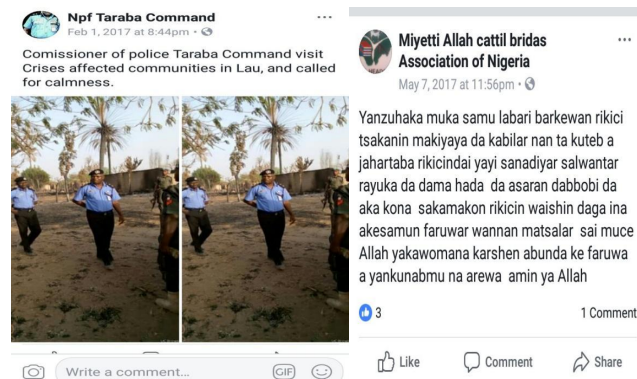 Npf Taraba Command
Feb 1, 2017 at 8:44pm •
Comissioner of police Taraba Command visit
Crises affected communities in Lau, and called
for calmness.
Write a comment...
GIF
Miyetti Allah cattil bridas
Association of Nigeria
May 7, 2017 at 11:56pm •
Yanzuhaka muka samu labari barkewan rikici
tsakanin makiyaya da kabilar nan ta kuteb a
jahartaba rikicindai yayi sanadiyar salwantar
rayuka da dama hada da asaran dabbobi da
aka kona sakamakon rikicin waishin daga ina
akesamun faruwar wannan matsalar sai muce
Allah yakawomana karshen abunda ke faruwa
a yankunabmu na arewa amin ya Allah
3
1 Comment
Like
Comment
Share